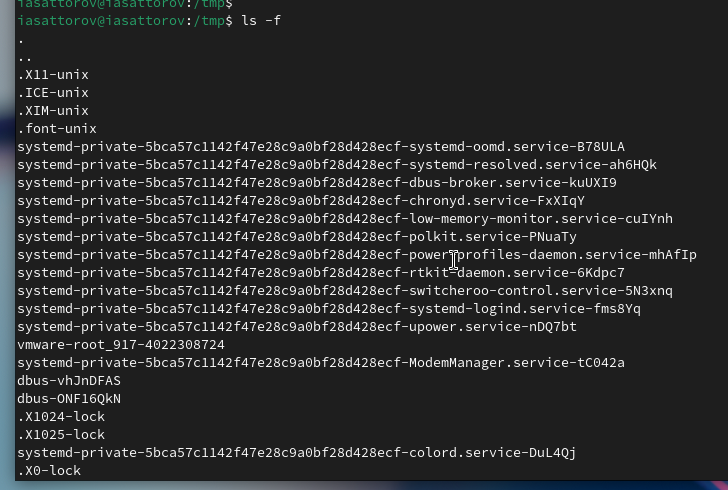 iasattorov@iasattorov:/tmp$
iasattorov@iasattorov:/tmp$ ls -f
.
..
.X11-unix
.ICE-unix
.XIM-unix
.font-unix
systemd-private-5bca57c1142f47e28c9a0bf28d428ecf-systemd-oomd.service-B78ULA
systemd-private-5bca57c1142f47e28c9a0bf28d428ecf-systemd-resolved.service-ah6HQk
systemd-private-5bca57c1142f47e28c9a0bf28d428ecf-dbus-broker.service-kuUXI9
systemd-private-5bca57c1142f47e28c9a0bf28d428ecf-chronyd.service-FxXIqY
systemd-private-5bca57c1142f47e28c9a0bf28d428ecf-low-memory-monitor.service-cuIYnh
systemd-private-5bca57c1142f47e28c9a0bf28d428ecf-polkit.service-PNuaTy
systemd-private-5bca57c1142f47e28c9a0bf28d428ecf-power-profiles-daemon.service-mhAfIp
systemd-private-5bca57c1142f47e28c9a0bf28d428ecf-rtkit-daemon.service-6Kdpc7
systemd-private-5bca57c1142f47e28c9a0bf28d428ecf-switcheroo-control.service-5N3xnq
systemd-private-5bca57c1142f47e28c9a0bf28d428ecf-systemd-logind.service-fms8Yq
systemd-private-5bca57c1142f47e28c9a0bf28d428ecf-upower.service-nDQ7bt
vmware-root_917-4022308724
systemd-private-5bca57c1142f47e28c9a0bf28d428ecf-ModemManager.service-tC042a
dbus-vhJnDFAS
dbus-ONF16QkN
.X1024-lock
.X1025-lock
systemd-private-5bca57c1142f47e28c9a0bf28d428ecf-colord.service-DuL4Qj
.X0-lock